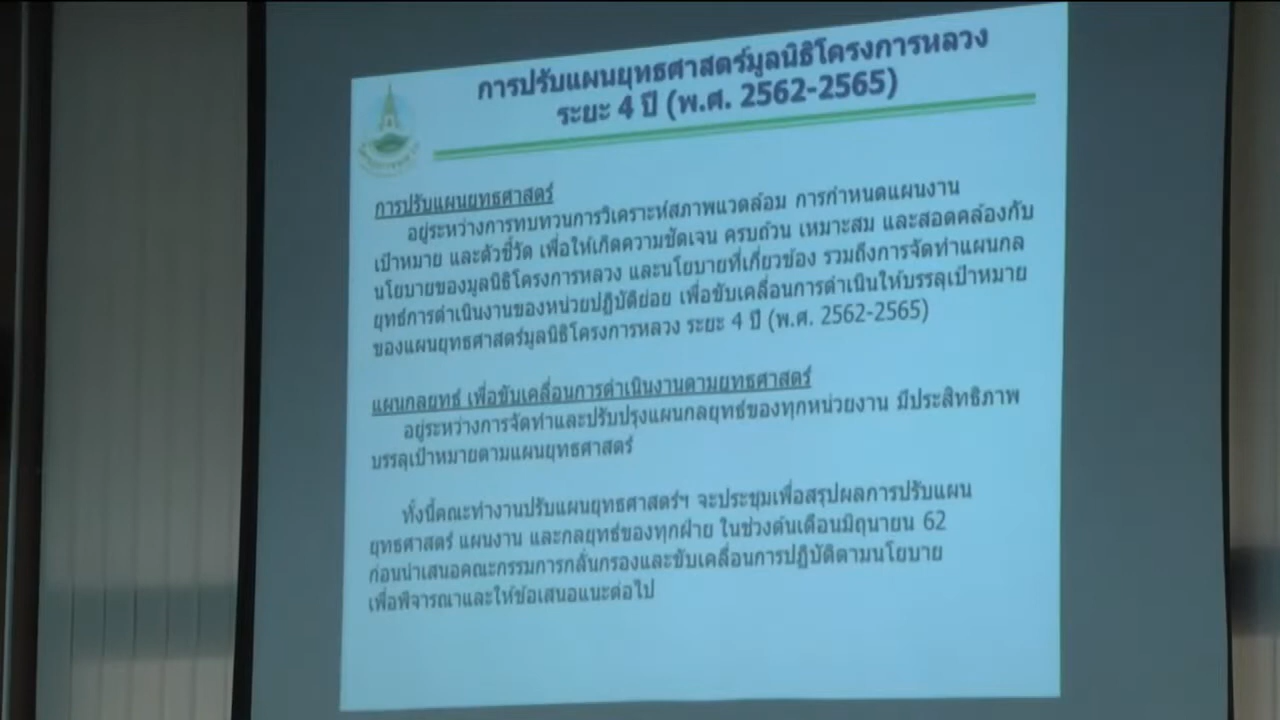 การปรับแผนยุทธศาสตร์มูลนิธิโครงการหลวง
ระยะ 4 ปี (พ.ศ. 2562-2565)
การปรับแผนยุทธศาสตร์
อยู่ระหว่างการทบทวนการวิเคราะห์สภาพแวดล้อม การกำหนดแผนงาน
เป้าหมาย และตัวชี้วัด เพื่อให้เกิดความชัดเจน ครบถ้วน เหมาะสม และสอดคล้องกับ
นโยบายของมูลนิธิโครงการหลวง และนโยบายที่เกี่ยวข้อง รวมถึงการจัดทำแผนกล
ยุทธ์การดำเนินงานของหน่วยปฏิบัติย่อย เพื่อขับเคลื่อนการดำเนินให้บรรลุเป้าหมาย
ของแผนยุทธศาสตร์มูลนิธิโครงการหลวง ระยะ 4 ปี (พ.ศ. 2562-2565)
แผนกลยุทธ์ เพื่อขับเคลื่อนการดำเนินงานตามยุทธศาสตร์
อยู่ระหว่างการจัดทำและปรับปรุงแผนกลยุทธ์ของทุกหน่วยงาน มีประสิทธิภาพ
บรรลุเป้าหมายตามแผนยุทธศาสตร์
ทั้งนี้คณะทำงานปรับแผนยุทธศาสตร์ฯ จะประชุมเพื่อสรุปผลการปรับแผน
ยุทธศาสตร์ แผนงาน และกลยุทธ์ของทุกฝ่าย ในช่วงต้นเดือนมิถุนายน 62
ก่อนนำเสนอคณะกรรมการกลั่นกรองและขับเคลื่อนการปฏิบัติตามนโยบาย
เพื่อพิจารณาและให้ข้อเสนอแนะต่อไป